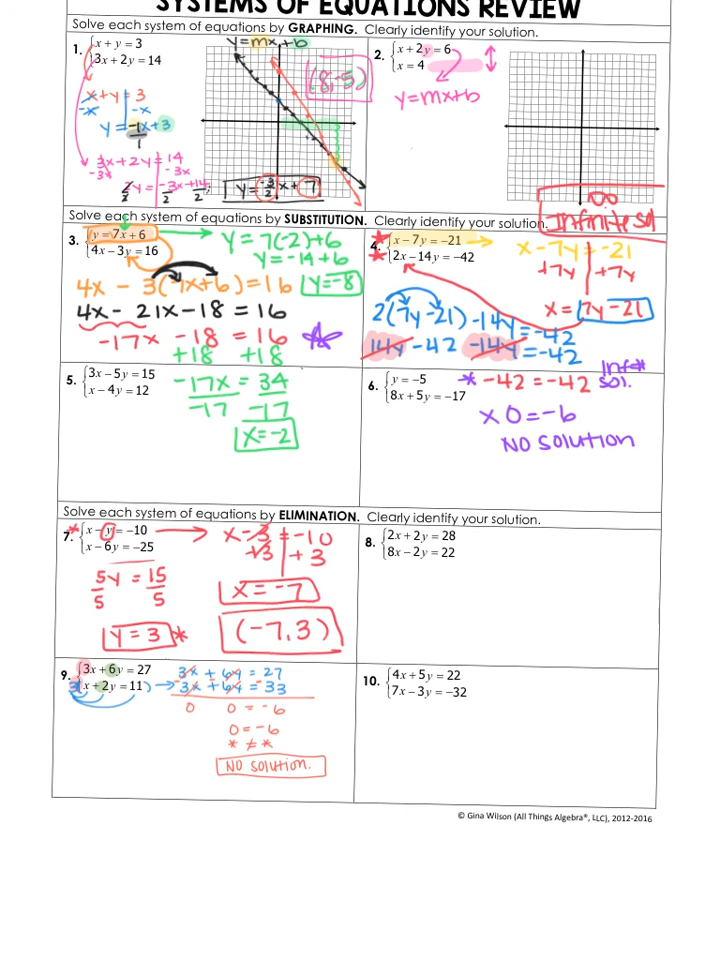 SYSTEMS OF EQUATIONS REVIEW
Solve each system of equations by GRAPHING. Clearly identify your solution.
1. {x + y = 3
3x + 2y = 14
x+y = 3
-x -x
y = -1x+3
1
3x+2y = 14
-3x -3x
2y = -3x+14
2 2 2
y=mx+b
(8,-5)
y=-3/2x+7
2. {x + 2y = 6
x = 4
y=mx+b
Solve each system of equations by SUBSTITUTION. Clearly identify your solution.
∞
infinite sol
3. {y = 7x + 6
4x − 3y = 16
y = 7(-2)+6
y = -14+6
y=-8
4x - 3(7x+6)=16
4x - 21x-18 = 16
-17x -18 = 16
+18 +18
-17x = 34
-17 -17
x=-2
4. {x − 7y = −21
2x − 14y = −42
x-7y = -21
+7y +7y
x = 7y-21
2(7y-21)-14y=-42
14y-42 -14y=-42
* -42 = -42
inf#
sol.
5. {3x − 5y = 15
x − 4y = 12
6. {y = −5
8x + 5y = −17
x 0=-6
NO SOlUTiON
Solve each system of equations by ELIMINATION. Clearly identify your solution.
7. {x − y = −10
x − 6y = −25
5y = 15
5 5
y = 3 *
x-3 = -10
+3 +3
x=-7
(-7,3)
8. {2x + 2y = 28
8x − 2y = 22
9. {3x + 6y = 27
3(x + 2y = 11)
3x + 6y = 27
-3x + 6y = 33
0 0 = -6
0=-6
* ≠ *
NO SOlUTiON.
10. {4x + 5y = 22
7x − 3y = −32
© Gina Wilson (All Things Algebra®, LLC), 2012-2016